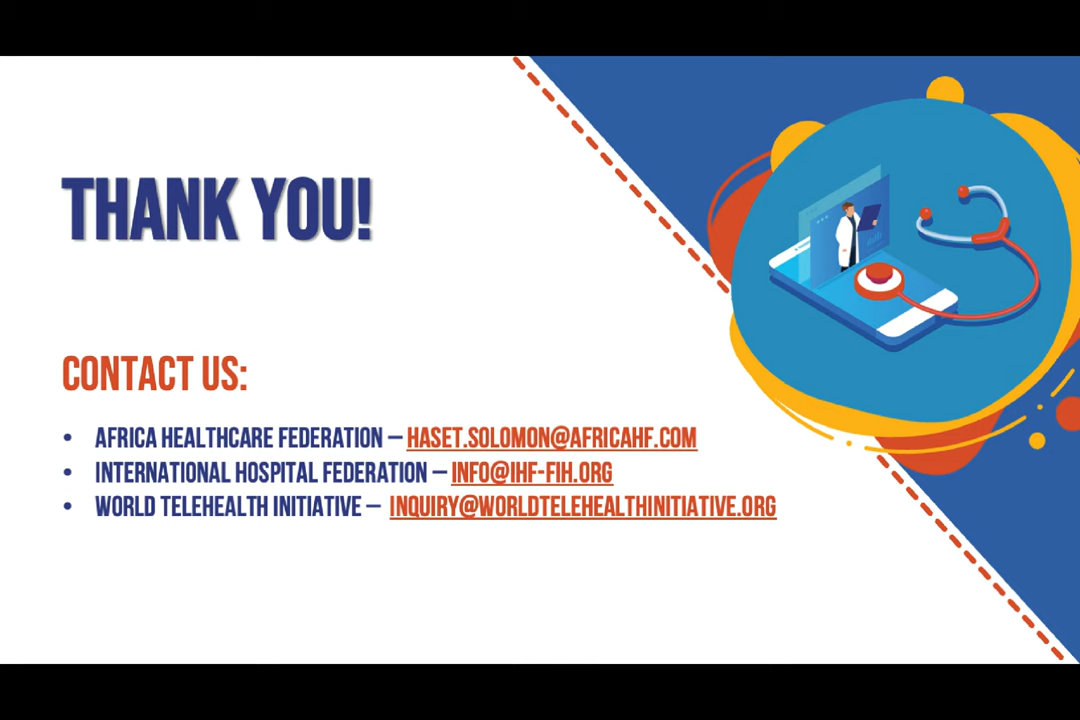 THANK YOU!
CONTACT US:
• AFRICA HEALTHCARE FEDERATION – HASET.SOLOMON@AFRICAHF.COM
• INTERNATIONAL HOSPITAL FEDERATION – INFO@IHF-FIH.ORG
• WORLD TELEHEALTH INITIATIVE – INQUIRY@WORLDTELEHEALTHINITIATIVE.ORG